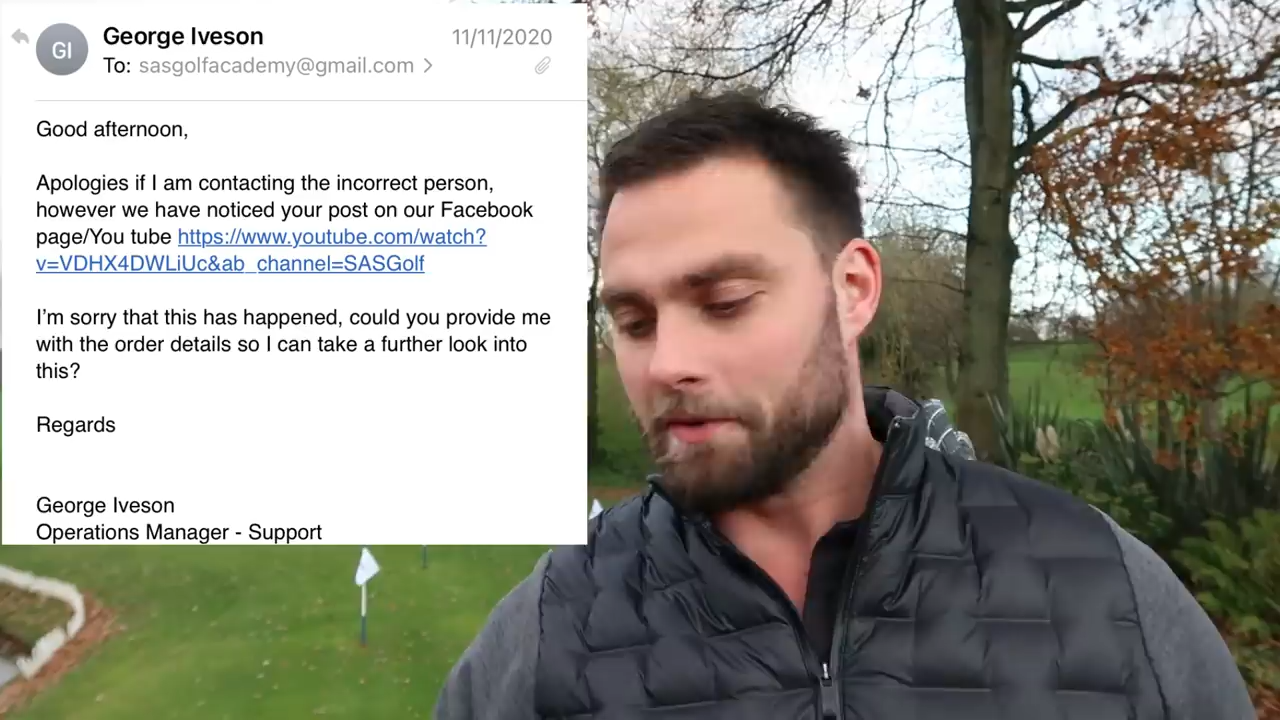 GI
George Iveson
11/11/2020
To: sasgolfacademy@gmail.com
Good afternoon,
Apologies if I am contacting the incorrect person,
however we have noticed your post on our Facebook
page/You tube https://www.youtube.com/watch?
v=VDHX4DWLiUc&ab_channel=SASGolf
I'm sorry that this has happened, could you provide me
with the order details so I can take a further look into
this?
Regards
George Iveson
Operations Manager - Support